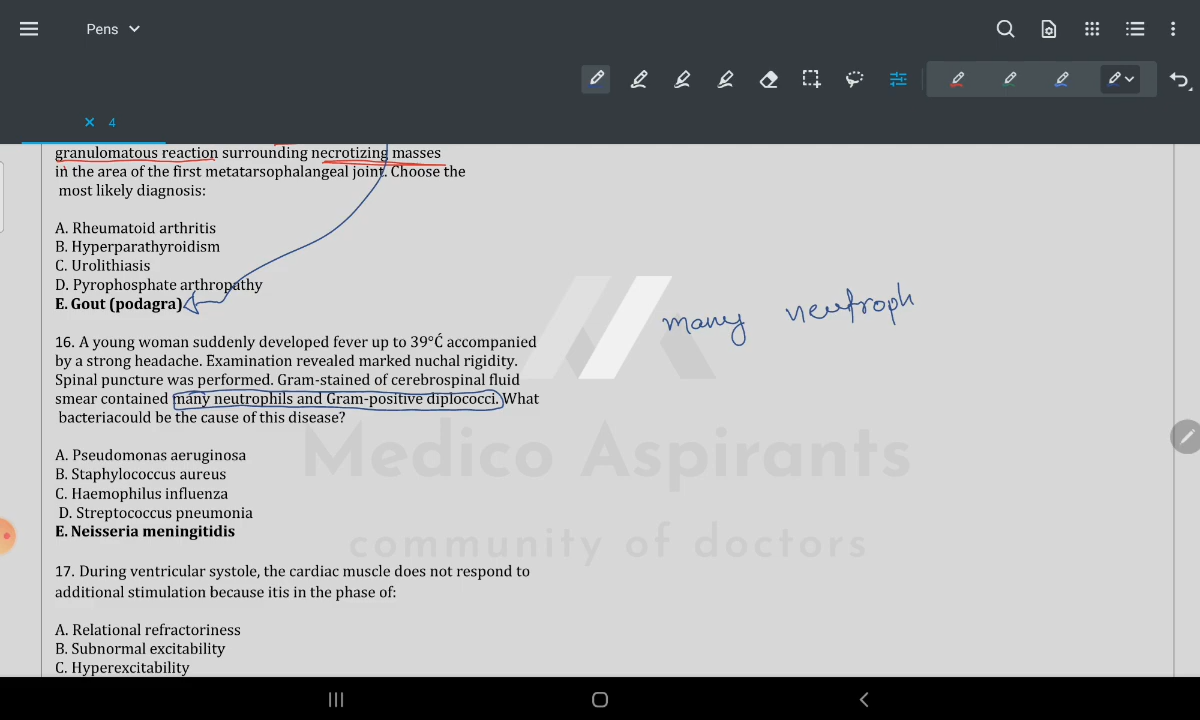 Pens
4
granulomatous reaction surrounding necrotizing masses
in the area of the first metatarsophalangeal joint. Choose the
most likely diagnosis:
A. Rheumatoid arthritis
B. Hyperparathyroidism
C. Urolithiasis
D. Pyrophosphate arthropathy
E. Gout (podagra)
many neutroph
16. A young woman suddenly developed fever up to 39°Ć accompanied
by a strong headache. Examination revealed marked nuchal rigidity.
Spinal puncture was performed. Gram-stained of cerebrospinal fluid
smear contained many neutrophils and Gram-positive diplococci. What
bacteriacould be the cause of this disease?
Medico Aspirants
community of doctors
A. Pseudomonas aeruginosa
B. Staphylococcus aureus
C. Haemophilus influenza
D. Streptococcus pneumonia
E. Neisseria meningitidis
17. During ventricular systole, the cardiac muscle does not respond to
additional stimulation because itis in the phase of:
A. Relational refractoriness
B. Subnormal excitability
C. Hyperexcitability